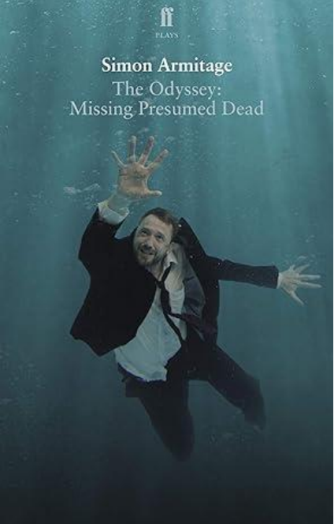 ff
PLAYS
Simon Armitage
The Odyssey:
Missing Presumed Dead